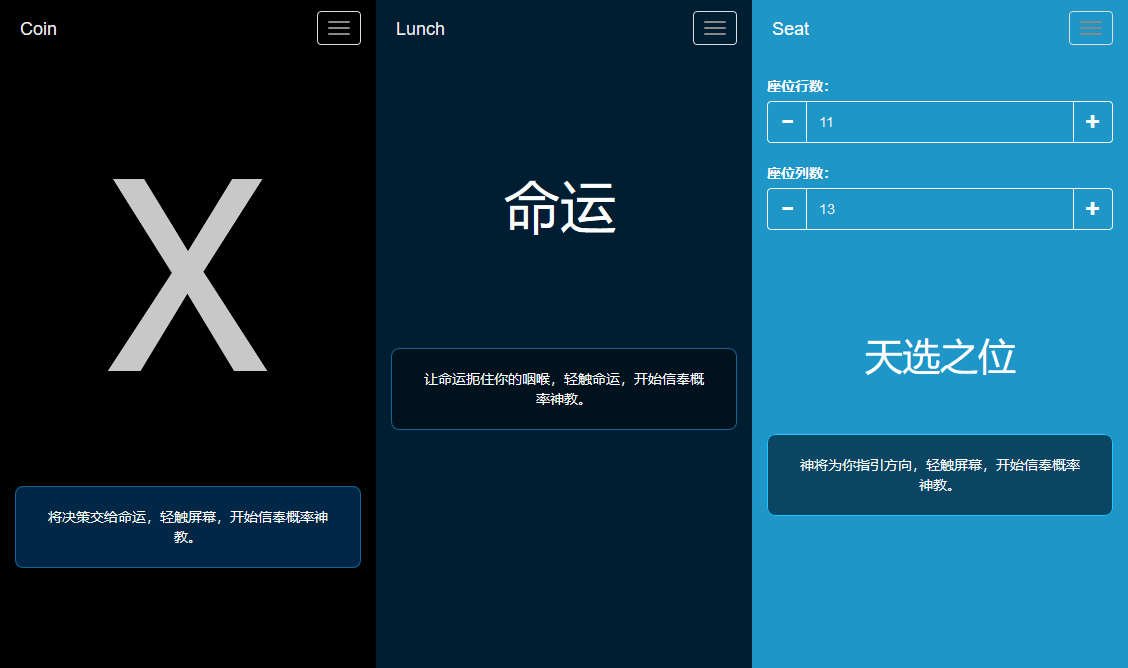 Coin
X
将决策交给命运，轻触屏幕，开始信奉概率神
教。
Lunch
命运
让命运扼住你的咽喉，轻触命运，开始信奉概
率神教。
Seat
座位行数：
11
座位列数：
13
天选之位
神将为你指引方向，轻触屏幕，开始信奉概率
神教。